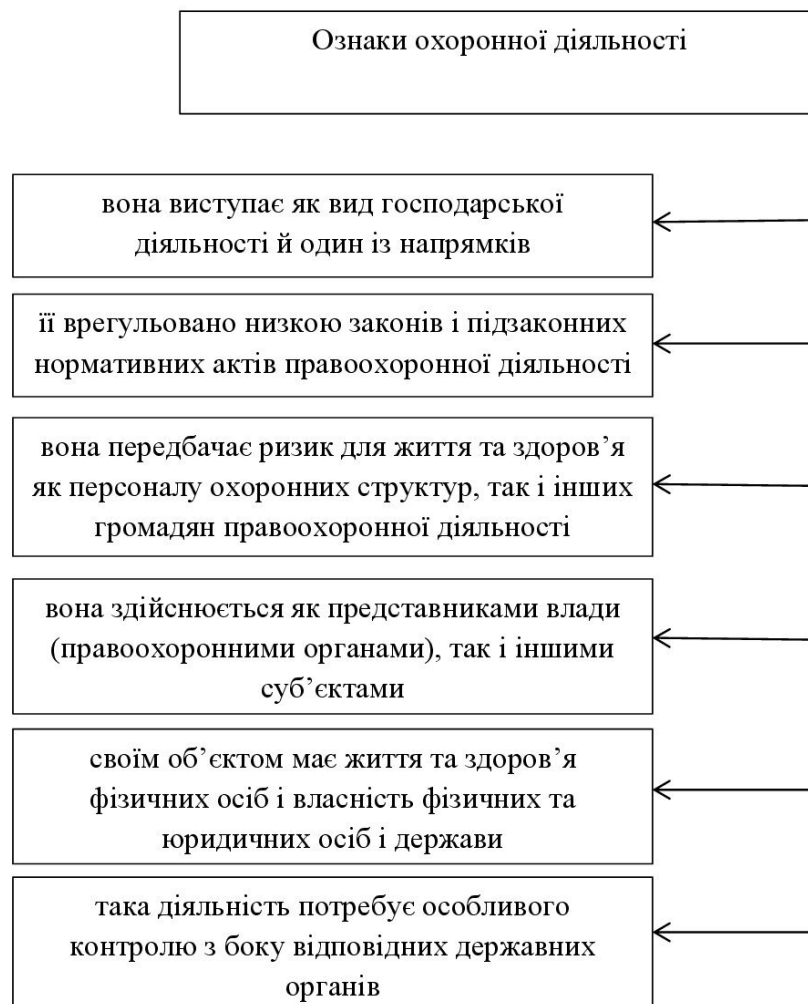 Ознаки охоронної діяльності
вона виступає як вид господарської
діяльності й один із напрямків
її врегульовано низкою законів і підзаконних
нормативних актів правоохоронної діяльності
вона передбачає ризик для життя та здоров’я
як персоналу охоронних структур, так і інших
громадян правоохоронної діяльності
вона здійснюється як представниками влади
(правоохоронними органами), так і іншими
суб’єктами
своїм об’єктом має життя та здоров’я
фізичних осіб і власність фізичних та
юридичних осіб і держави
така діяльність потребує особливого
контролю з боку відповідних державних
органів